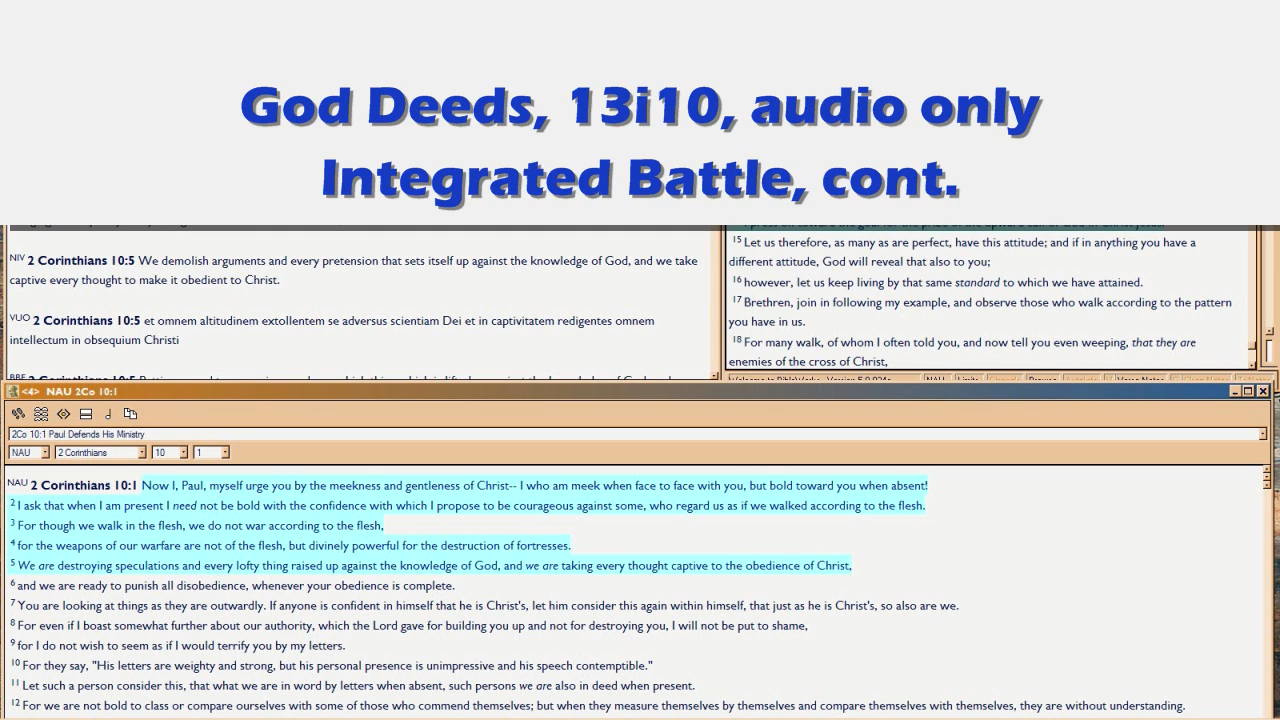 God Deeds, 13i10, audio only
Integrated Battle, cont.
NIV 2 Corinthians 10:5 We demolish arguments and every pretension that sets itself up against the knowledge of God, and we take
captive every thought to make it obedient to Christ.
VUO 2 Corinthians 10:5 et omnem altitudinem extollentem se adversus scientiam Dei et in captivitatem redigentes omnem
intellectum in obsequium Christi
15 Let us therefore, as many as are perfect, have this attitude; and if in anything you have a
different attitude, God will reveal that also to you;
16 however, let us keep living by that same standard to which we have attained.
17 Brethren, join in following my example, and observe those who walk according to the pattern
you have in us.
18 For many walk, of whom I often told you, and now tell you even weeping, that they are
enemies of the cross of Christ,
<4> NAU 2Co 10:1
2Co 10:1 Paul Defends His Ministry
NAU 2 Corinthians 10 1
NAU 2 Corinthians 10:1 Now I, Paul, myself urge you by the meekness and gentleness of Christ-- I who am meek when face to face with you, but bold toward you when absent!
2 I ask that when I am present I need not be bold with the confidence with which I propose to be courageous against some, who regard us as if we walked according to the flesh.
3 For though we walk in the flesh, we do not war according to the flesh,
4 for the weapons of our warfare are not of the flesh, but divinely powerful for the destruction of fortresses.
5 We are destroying speculations and every lofty thing raised up against the knowledge of God, and we are taking every thought captive to the obedience of Christ,
6 and we are ready to punish all disobedience, whenever your obedience is complete.
7 You are looking at things as they are outwardly. If anyone is confident in himself that he is Christ's, let him consider this again within himself, that just as he is Christ's, so also are we.
8 For even if I boast somewhat further about our authority, which the Lord gave for building you up and not for destroying you, I will not be put to shame,
9 for I do not wish to seem as if I would terrify you by my letters.
10 For they say, "His letters are weighty and strong, but his personal presence is unimpressive and his speech contemptible."
11 Let such a person consider this, that what we are in word by letters when absent, such persons we are also in deed when present.
12 For we are not bold to class or compare ourselves with some of those who commend themselves; but when they measure themselves by themselves and compare themselves with themselves, they are without understanding.